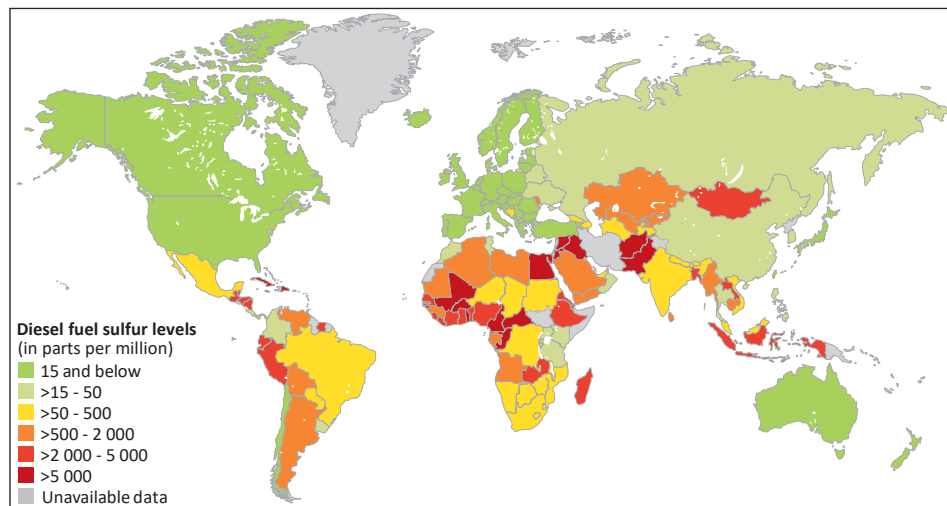 Diesel fuel sulfur levels
(in parts per million)
15 and below
>15 - 50
>50 - 500
>500 - 2 000
>2 000 - 5 000
>5 000
Unavailable data